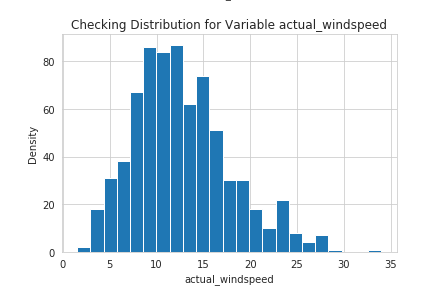 Checking Distribution for Variable actual_windspeed
80
60
40
20
0
Density
0 5 10 15 20 25 30 35
actual_windspeed